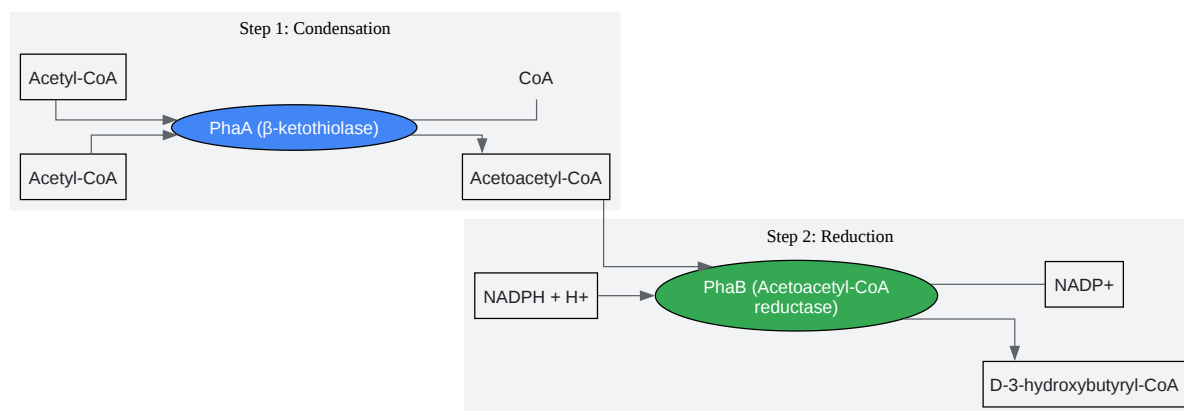 Step 1: Condensation
Acetyl-CoA
CoA
PhaA (β-ketothiolase)
Acetyl-CoA
Acetoacetyl-CoA
Step 2: Reduction
NADPH + H+
PhaB (Acetoacetyl-CoA
reductase)
NADP+
D-3-hydroxybutyryl-CoA